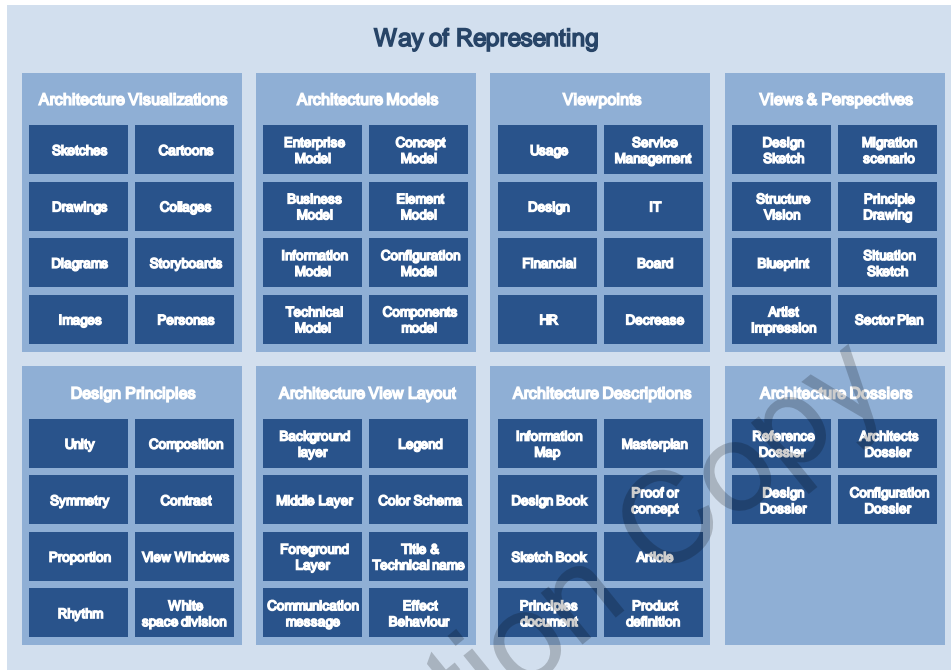 Way of Representing
Architecture Visualizations
Sketches
Cartoons
Drawings
Collages
Diagrams
Storyboards
Images
Personas
Architecture Models
Enterprise
Model
Concept
Model
Business
Model
Element
Model
Information
Model
Configuration
Model
Technical
Model
Components
model
Viewpoints
Usage
Service
Management
Design
IT
Financial
Board
HR
Decrease
Views & Perspectives
Design
Sketch
Migration
scenario
Structure
Vision
Principle
Drawing
Blueprint
Situation
Sketch
Artist
Impression
Sector Plan
Design Principles
Unity
Composition
Symmetry
Contrast
Proportion
View Windows
Rhythm
White
space division
Architecture View Layout
Background
layer
Legend
Middle Layer
Color Schema
Foreground
Layer
Title &
Technical name
Communication
message
Effect
Behaviour
Architecture Descriptions
Information
Map
Masterplan
Design Book
Proof or
concept
Sketch Book
Article
Principles
document
Product
definition
Architecture Dossiers
Reference
Dossier
Architects
Dossier
Design
Dossier
Configuration
Dossier
Copy